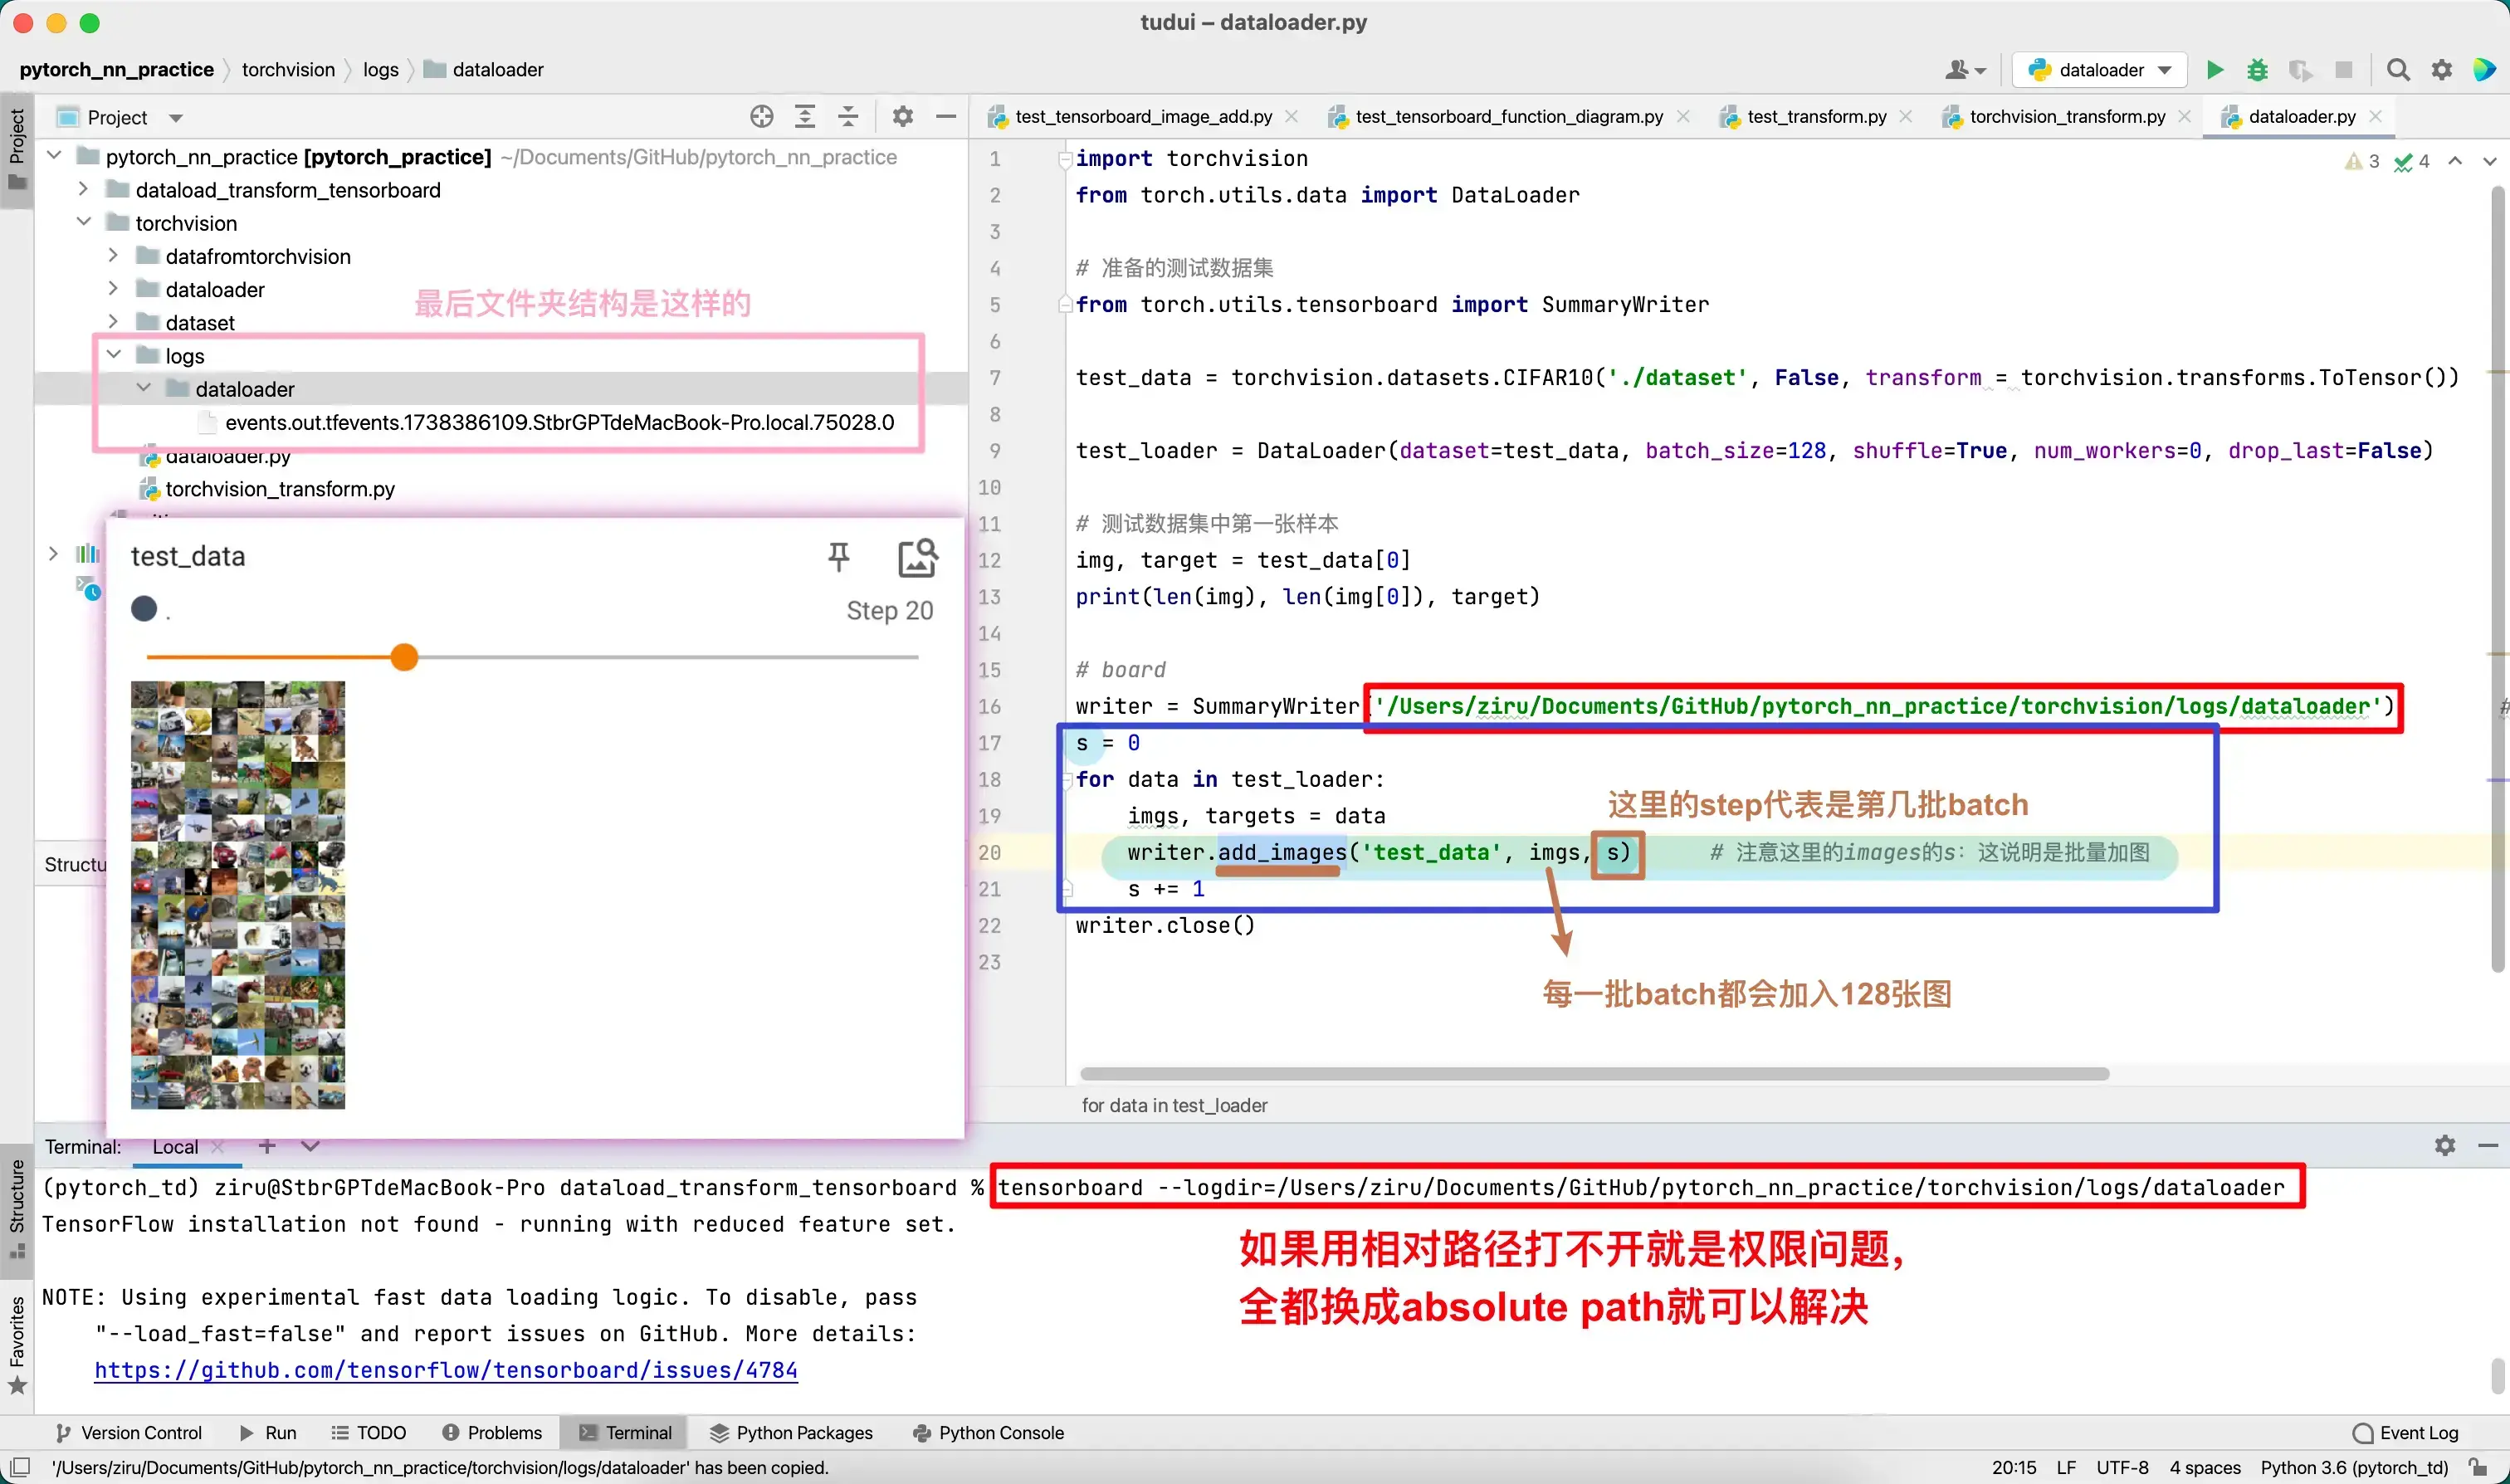 tudui – dataloader.py
pytorch_nn_practice torchvision logs dataloader
dataloader
Project
Project
test_tensorboard_image_add.py
test_tensorboard_function_diagram.py
test_transform.py
torchvision_transform.py
dataloader.py
pytorch_nn_practice [pytorch_practice] ~/Documents/GitHub/pytorch_nn_practice
dataload_transform_tensorboard
torchvision
datafromtorchvision
dataloader
dataset
最后文件夹结构是这样的
logs
dataloader
events.out.tfevents.1738386109.StbrGPTdeMacBook-Pro.local.75028.0
dataloader.py
torchvision_transform.py
test_data
.
Step 20
Structu
3 4
1 import torchvision
2 from torch.utils.data import DataLoader
3
4 # 准备的测试数据集
5 from torch.utils.tensorboard import SummaryWriter
6
7 test_data = torchvision.datasets.CIFAR10('./dataset', False, transform = torchvision.transforms.ToTensor())
8
9 test_loader = DataLoader(dataset=test_data, batch_size=128, shuffle=True, num_workers=0, drop_last=False)
10
11 # 测试数据集中第一张样本
12 img, target = test_data[0]
13 print(len(img), len(img[0]), target)
14
15 # board
16 writer = SummaryWriter('/Users/ziru/Documents/GitHub/pytorch_nn_practice/torchvision/logs/dataloader') #
17 s = 0
18 for data in test_loader:
这里的step代表是第几批batch
19 imgs, targets = data
20 writer.add_images('test_data', imgs, s) # 注意这里的images的s：这说明是批量加图
21 s += 1
22 writer.close()
23
每一批batch都会加入128张图
for data in test_loader
Terminal: Local
(pytorch_td) ziru@StbrGPTdeMacBook-Pro dataload_transform_tensorboard % tensorboard --logdir=/Users/ziru/Documents/GitHub/pytorch_nn_practice/torchvision/logs/dataloader
TensorFlow installation not found - running with reduced feature set.
如果用相对路径打不开就是权限问题，
全都换成absolute path就可以解决
NOTE: Using experimental fast data loading logic. To disable, pass
"--load_fast=false" and report issues on GitHub. More details:
https://github.com/tensorflow/tensorboard/issues/4784
Structure
Favorites
Version Control Run TODO Problems Terminal Python Packages Python Console Event Log
'/Users/ziru/Documents/GitHub/pytorch_nn_practice/torchvision/logs/dataloader' has been copied.
20:15 LF UTF-8 4 spaces Python 3.6 (pytorch_td)